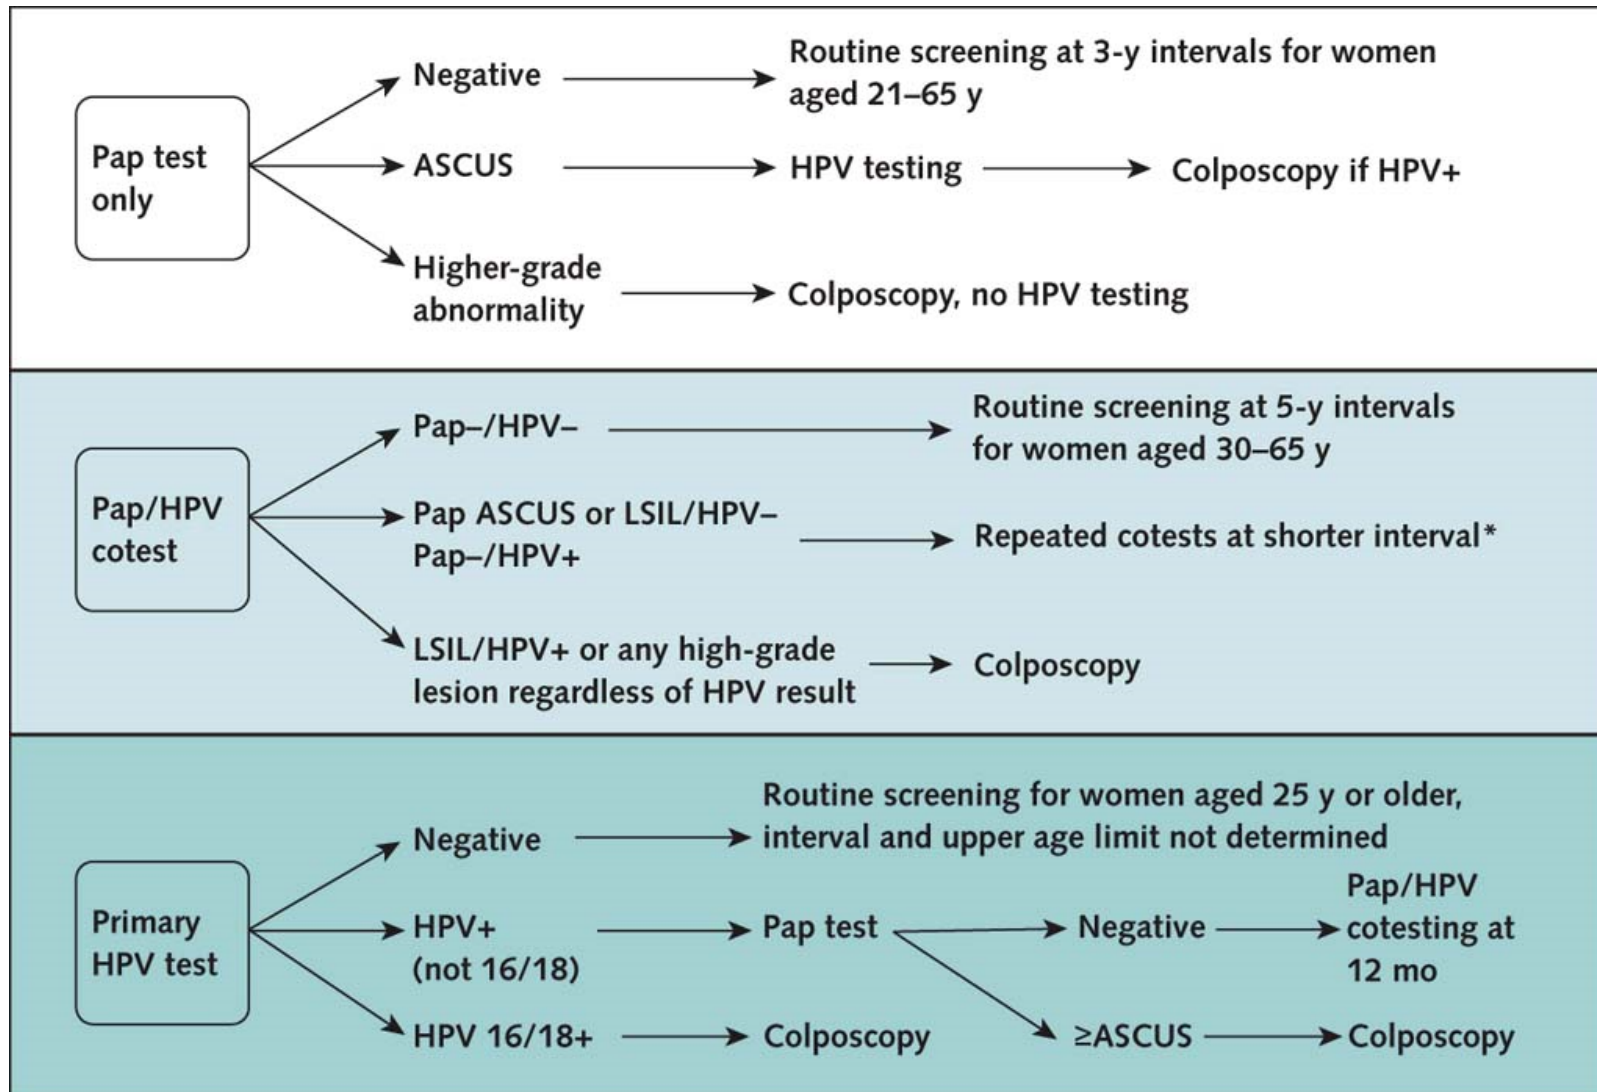 Pap test
only
Negative
Routine screening at 3-y intervals for women
aged 21–65 y
ASCUS
HPV testing
Colposcopy if HPV+
Higher-grade
abnormality
Colposcopy, no HPV testing
Pap/HPV
cotest
Pap–/HPV–
Routine screening at 5-y intervals
for women aged 30–65 y
Pap ASCUS or LSIL/HPV–
Pap–/HPV+
Repeated cotests at shorter interval*
LSIL/HPV+ or any high-grade
lesion regardless of HPV result
Colposcopy
Primary
HPV test
Negative
Routine screening for women aged 25 y or older,
interval and upper age limit not determined
HPV+
(not 16/18)
Pap test
Negative
Pap/HPV
cotesting at
12 mo
≥ASCUS
Colposcopy
HPV 16/18+
Colposcopy